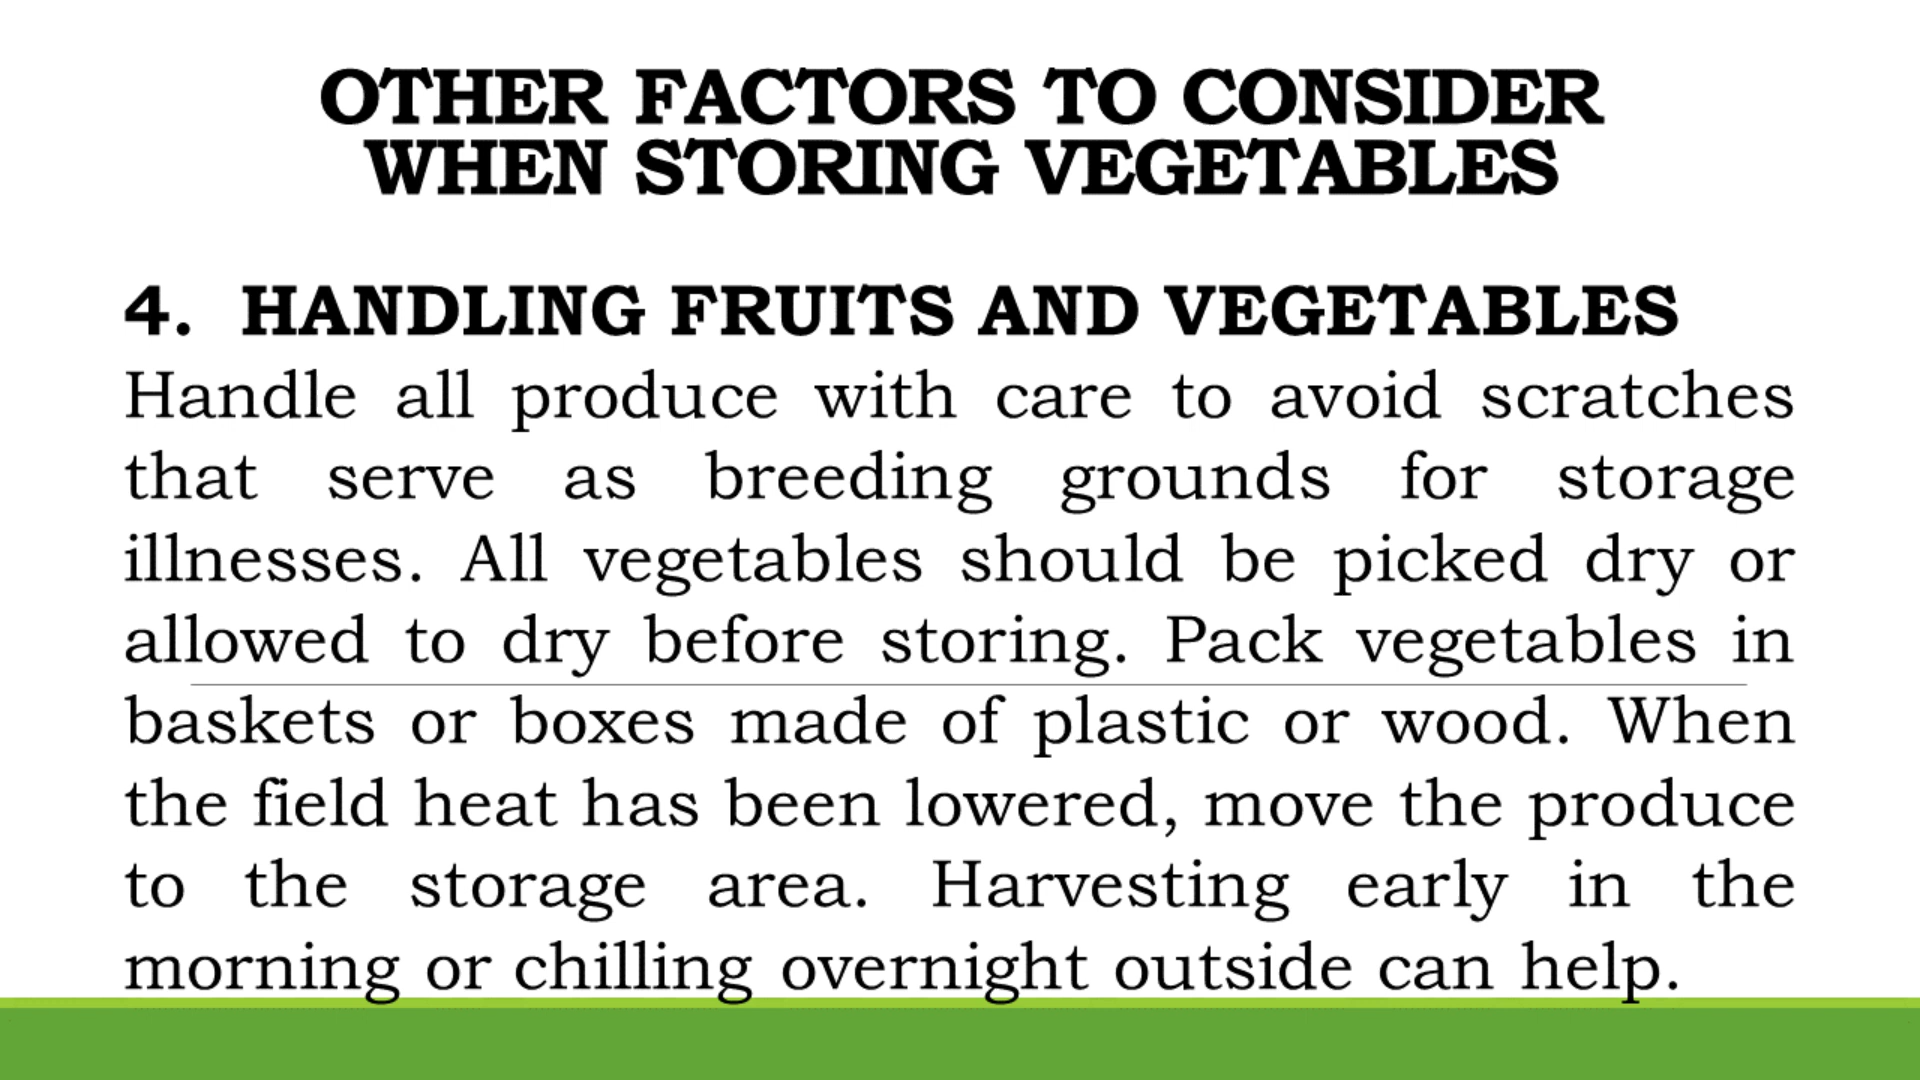 OTHER FACTORS TO CONSIDER
WHEN STORING VEGETABLES
4. HANDLING FRUITS AND VEGETABLES
Handle all produce with care to avoid scratches
that serve as breeding grounds for storage
illnesses. All vegetables should be picked dry or
allowed to dry before storing. Pack vegetables in
baskets or boxes made of plastic or wood. When
the field heat has been lowered, move the produce
to the storage area. Harvesting early in the
morning or chilling overnight outside can help.